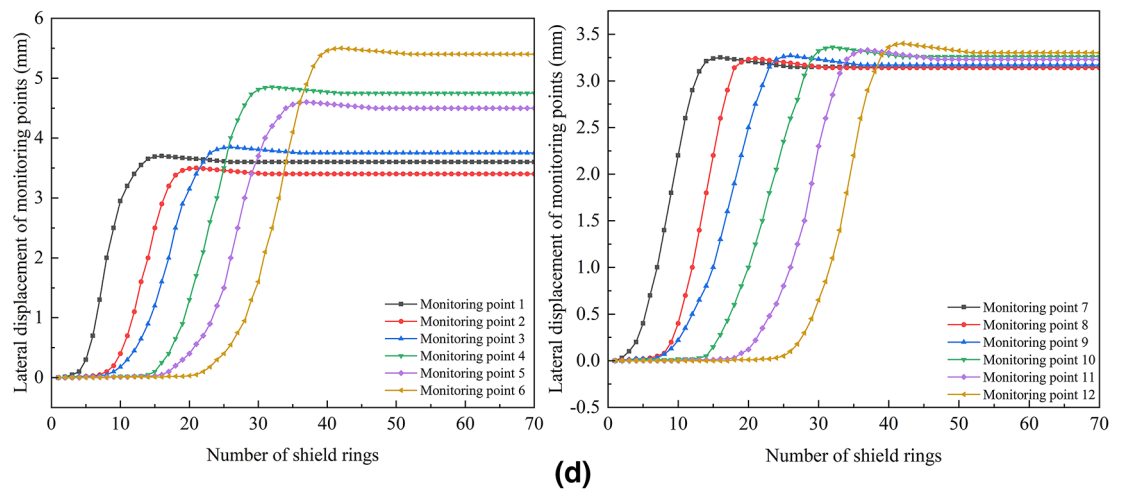 Lateral displacement of monitoring points (mm)
6
5
4
3
2
1
0
0 10 20 30 40 50 60 70
Number of shield rings
Monitoring point 1
Monitoring point 2
Monitoring point 3
Monitoring point 4
Monitoring point 5
Monitoring point 6
Lateral displacement of monitoring points (mm)
3.5
3.0
2.5
2.0
1.5
1.0
0.5
0.0
-0.5
0 10 20 30 40 50 60 70
Number of shield rings
Monitoring point 7
Monitoring point 8
Monitoring point 9
Monitoring point 10
Monitoring point 11
Monitoring point 12
(d)